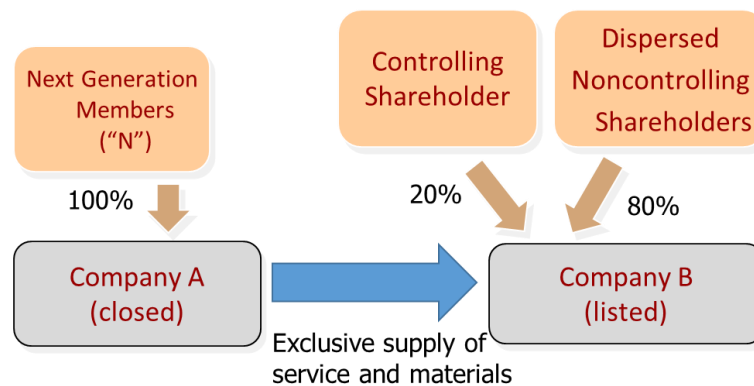 Next Generation
Members
(“N”)
Controlling
Shareholder
Dispersed
Noncontrolling
Shareholders
100%
20%
80%
Company A
(closed)
Company B
(listed)
Exclusive supply of
service and materials